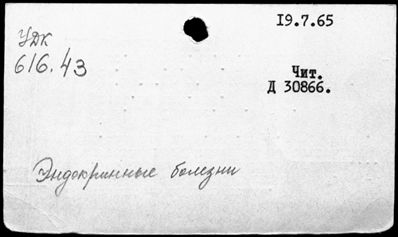 19.7.65
УДК
616.43
Чит.
Д 30866.
Эндокринные болезни